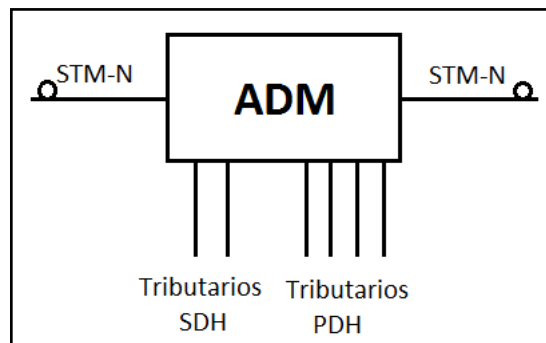 STM-N
STM-N
ADM
Tributarios
SDH
Tributarios
PDH